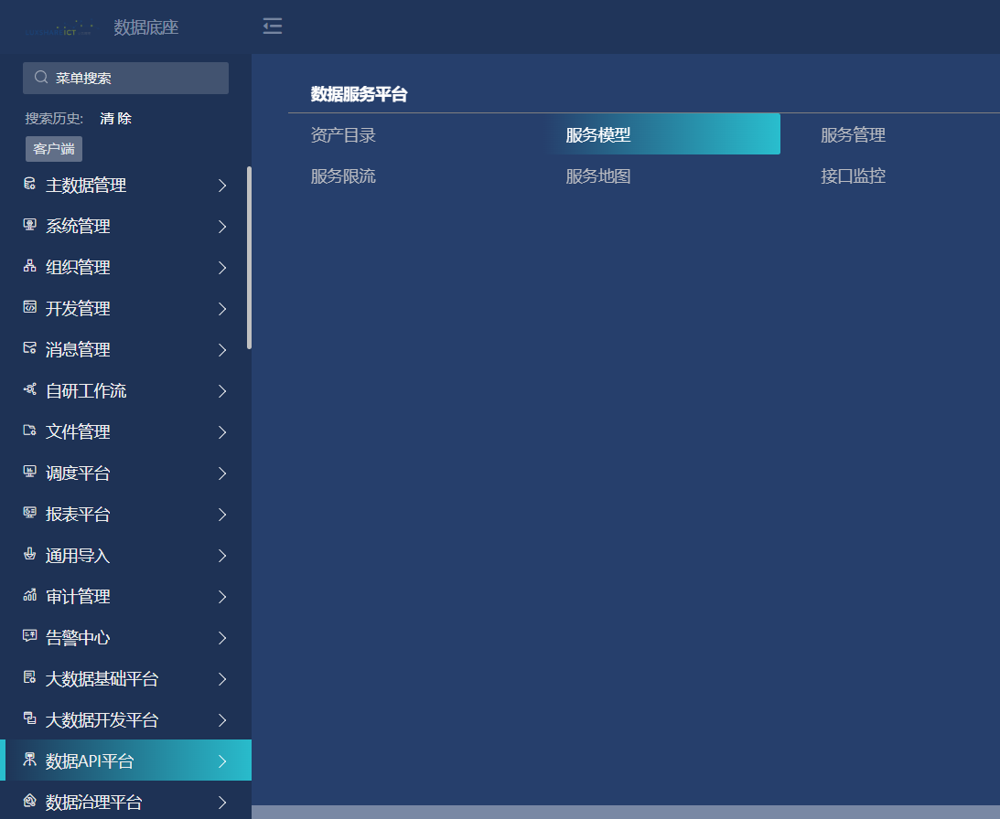 数据底座
菜单搜索
搜索历史: 清 除
客户端
主数据管理
系统管理
组织管理
开发管理
消息管理
自研工作流
文件管理
调度平台
报表平台
通用导入
审计管理
告警中心
大数据基础平台
大数据开发平台
数据API平台
数据治理平台
数据服务平台
资产目录 服务模型 服务管理
服务限流 服务地图 接口监控